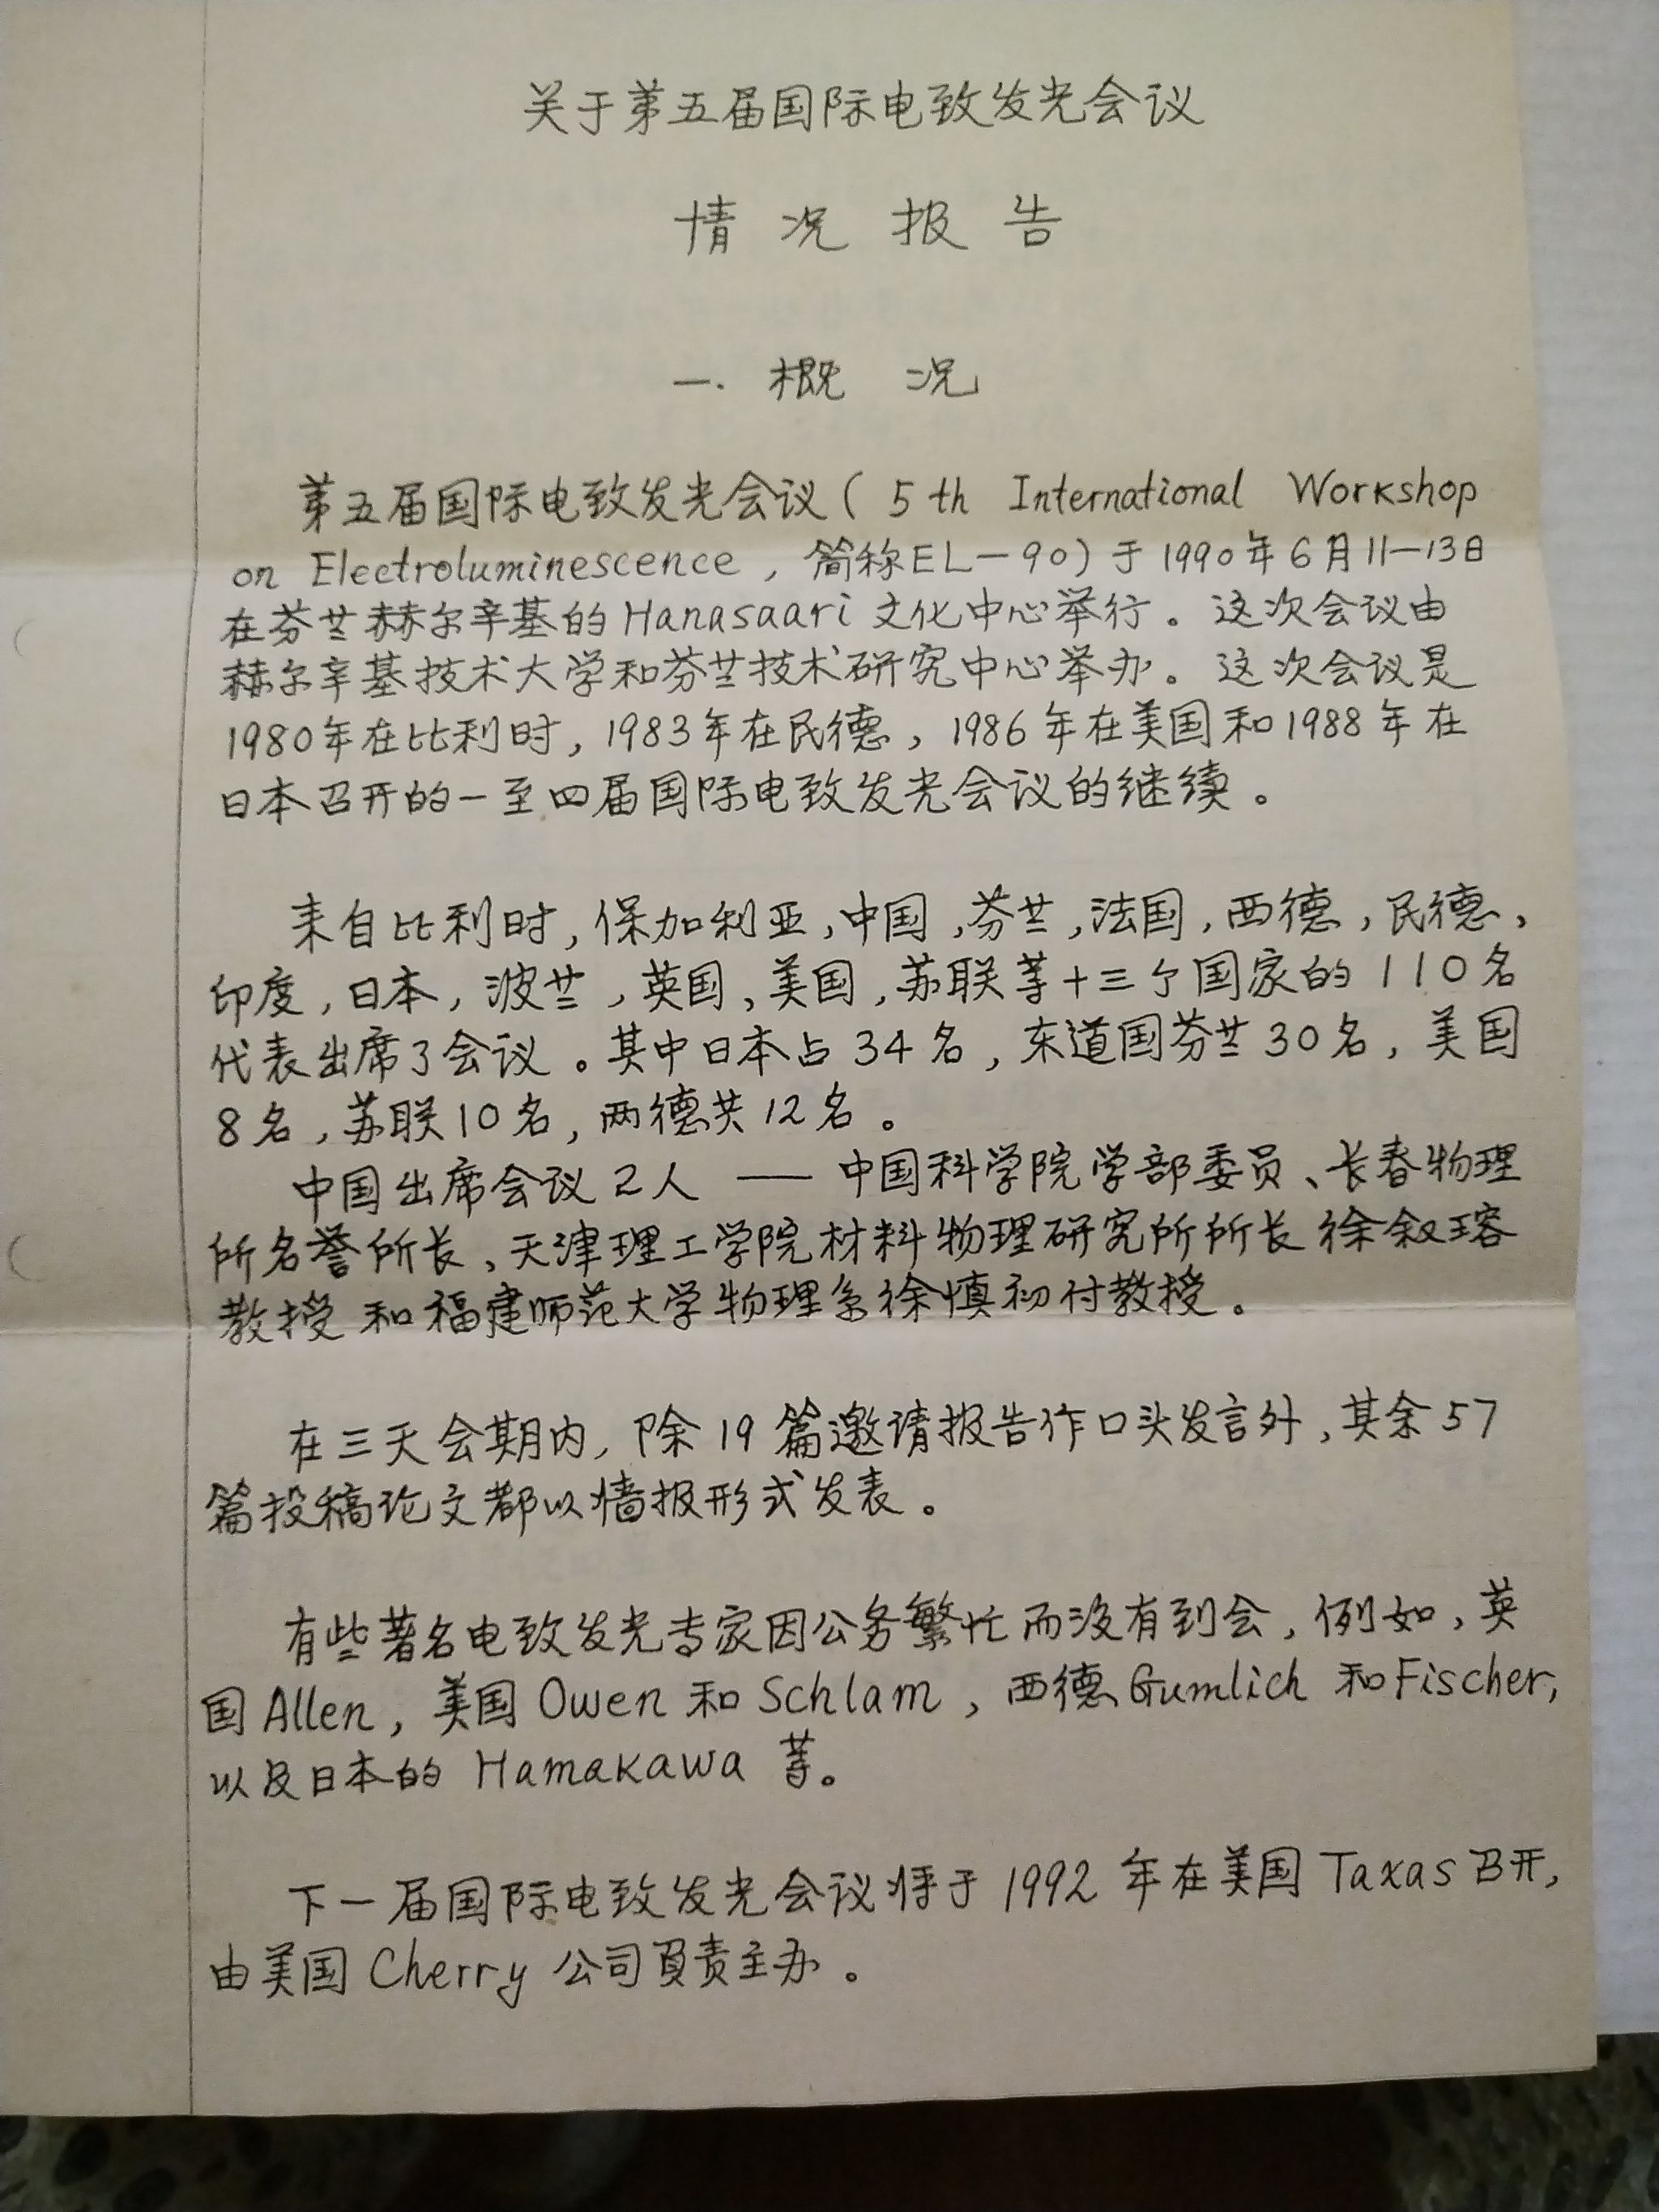 关于第五届国际电致发光会议
情况报告
一. 概况
第五届国际电致发光会议（5th International Workshop
on Electroluminescence，简称EL—90）于1990年6月11—13日
在芬兰赫尔辛基的Hanasaari文化中心举行。这次会议由
赫尔辛基技术大学和芬兰技术研究中心举办。这次会议是
1980年在比利时，1983年在民德，1986年在美国和1988年在
日本召开的一至四届国际电致发光会议的继续。
来自比利时，保加利亚，中国，芬兰，法国，西德，民德，
印度，日本，波兰，英国，美国，苏联等十三个国家的110名
代表出席了会议。其中日本占34名，东道国芬兰30名，美国
8名，苏联10名，两德共12名。
中国出席会议2人——中国科学院学部委员、长春物理
所名誉所长、天津理工学院材料物理研究所所长徐叙瑢
教授和福建师范大学物理系徐慎初付教授。
在三天会期内，除19篇邀请报告作口头发言外，其余57
篇投稿论文都以墙报形式发表。
有些著名电致发光专家因公务繁忙而没有到会，例如，英
国Allen，美国Owen和Schlam，西德Gumlich和Fischer，
以及日本的Hamakawa等。
下一届国际电致发光会议将于1992年在美国Taxas召开，
由美国Cherry公司负责主办。